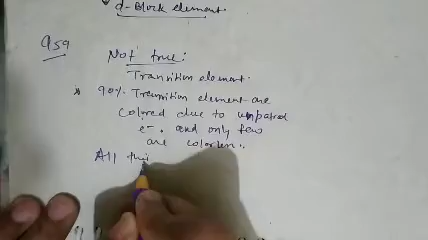 d-Block element.
Q59
Not true:
Transition element.
* 90% Transition element are
colored due to unpaired
e⁻. and only few
are colorless.
All